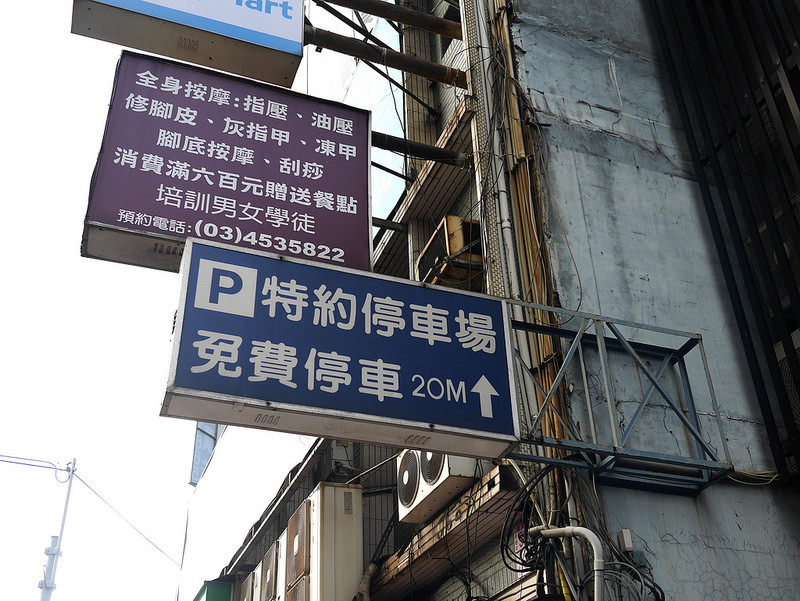 全身按摩:指壓、油壓
修腳皮、灰指甲、凍甲
腳底按摩、刮痧
消費滿六百元贈送餐點
培訓男女學徒
預約電話:(03)4535822
P 特約停車場
免費停車 20M↑